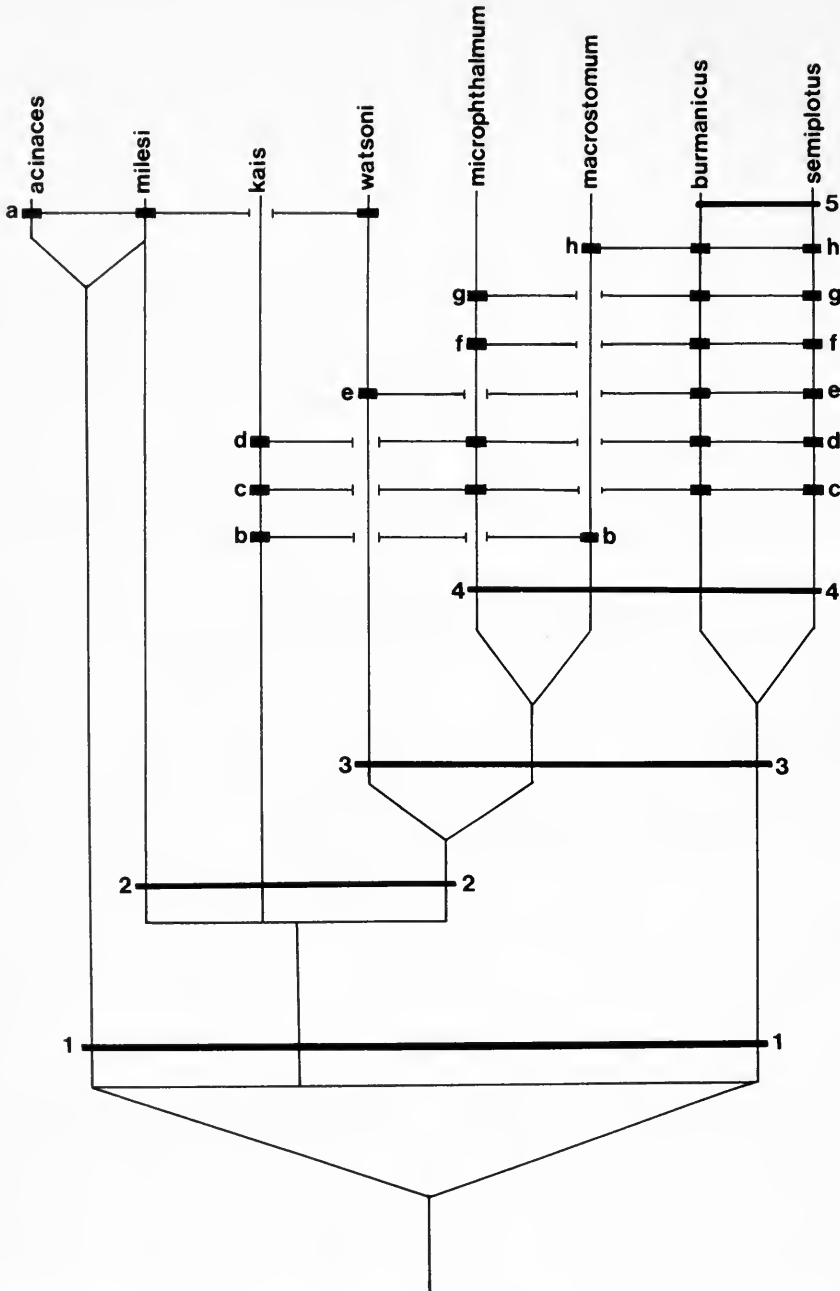 acinaces
milesi
kais
watsoni
microphthalmum
macrostomum
burmanicus
semiplotus
a
5
h h
g g
f f
e e
d d
c c
b b
4 4
3 3
2 2
1 1